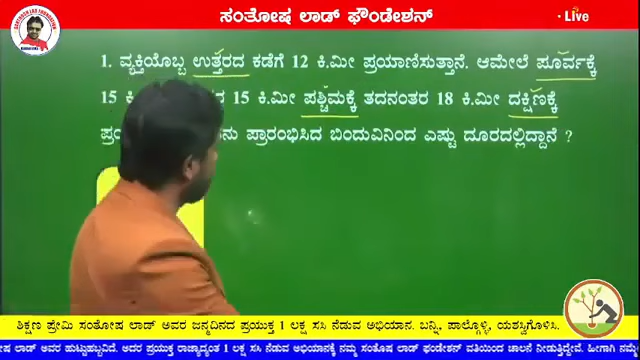 ಸಂತೋಷ ಲಾಡ್ ಫೌಂಡೇಶನ್
Live
1. ವ್ಯಕ್ತಿಯೊಬ್ಬ ಉತ್ತರದ ಕಡೆಗೆ 12 ಕಿ.ಮೀ ಪ್ರಯಾಣಿಸುತ್ತಾನೆ. ಆಮೇಲೆ ಪೂರ್ವಕ್ಕೆ
15 15 ಕಿ.ಮೀ ಪಶ್ಚಿಮಕ್ಕೆ ತದನಂತರ 18 ಕಿ.ಮೀ ದಕ್ಷಿಣಕ್ಕೆ
ಪ್ರಾರಂಭಿಸಿದ ಬಿಂದುವಿನಿಂದ ಎಷ್ಟು ದೂರದಲ್ಲಿದ್ದಾನೆ ?
ಶಿಕ್ಷಣ ಪ್ರೇಮಿ ಸಂತೋಷ ಲಾಡ್ ಅವರ ಜನ್ಮದಿನದ ಪ್ರಯುಕ್ತ 1 ಲಕ್ಷ ಸಸಿ ನೆಡುವ ಅಭಿಯಾನ. ಬನ್ನಿ, ಪಾಲ್ಗೊಳ್ಳಿ, ಯಶಸ್ವಿಗೊಳಿಸಿ.
ಲಾಡ್ ಅವರ ಹುಟ್ಟುಹಬ್ಬವಿದೆ. ಅದರ ಪ್ರಯುಕ್ತ ರಾಜ್ಯಾದ್ಯಂತ 1 ಲಕ್ಷ ಸಸಿ ನೆಡುವ ಅಭಿಯಾನಕ್ಕೆ ನಮ್ಮ ಸಂತೊಷ ಲಾಡ್ ಫಂಡೇಶನ್ ವತಿಯಿಂದ ಚಾಲನೆ ನೀಡುತ್ತಿದ್ದೇವೆ. ಹೀಗಾಗಿ